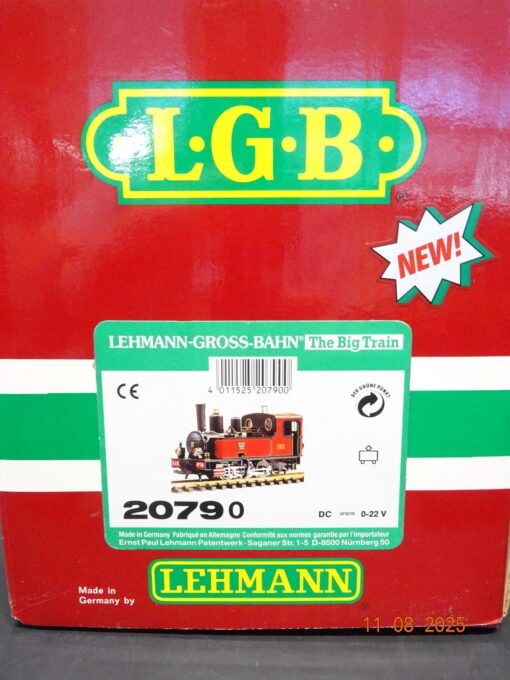 L·G·B·
NEW!
LEHMANN-GROSS-BAHN® The Big Train
4 011525 207900
CE
DER GRÜNE PUNKT
20790
DC 0-22 V
Made in Germany Fabriqué en Allemagne Conformité aux normes garantie par l'importateur
Ernst Paul Lehmann Patentwerk · Saganer Str. 1-5 D-8500 Nürnberg 50
Made in
Germany by
LEHMANN®
11 08 2025